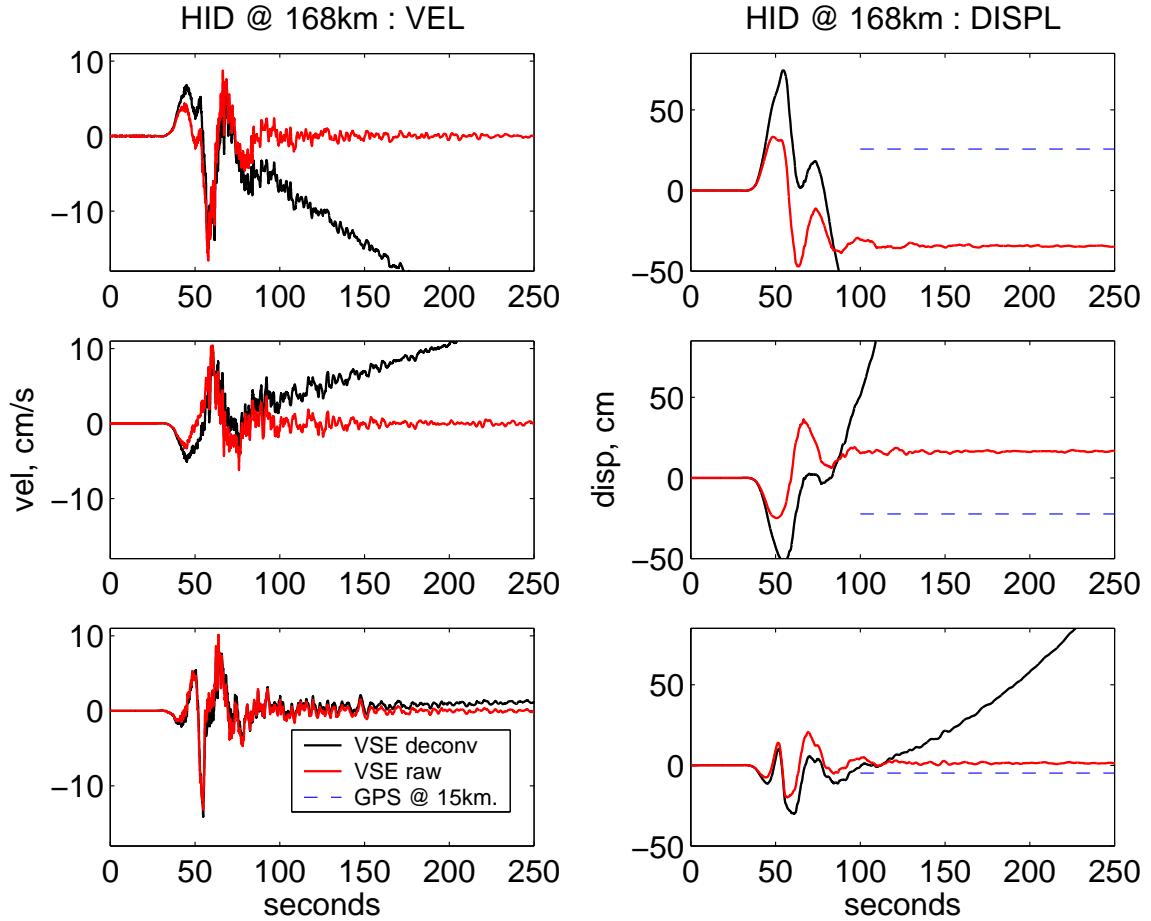 HID @ 168km : VEL
HID @ 168km : DISPL
10
0
−10
0 50 100 150 200 250
50
0
−50
0 50 100 150 200 250
vel, cm/s
10
0
−10
0 50 100 150 200 250
disp, cm
50
0
−50
0 50 100 150 200 250
10
0
−10
VSE deconv
VSE raw
GPS @ 15km.
0 50 100 150 200 250
seconds
50
0
−50
0 50 100 150 200 250
seconds